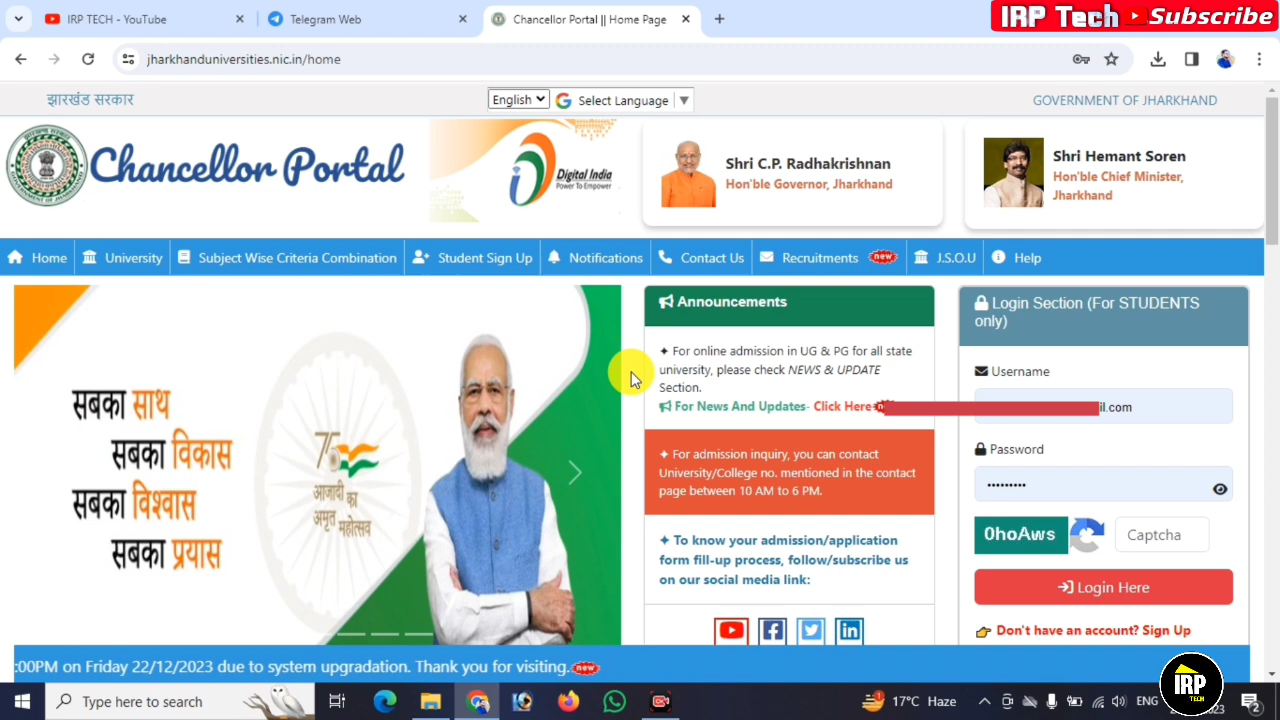 IRP TECH - YouTube
Telegram Web
Chancellor Portal || Home Page
IRP Tech Subscribe
jharkhanduniversities.nic.in/home
झारखंड सरकार
English
Select Language
GOVERNMENT OF JHARKHAND
Chancellor Portal
Digital India
Power To Empower
Shri C.P. Radhakrishnan
Hon'ble Governor, Jharkhand
Shri Hemant Soren
Hon'ble Chief Minister,
Jharkhand
Home
University
Subject Wise Criteria Combination
Student Sign Up
Notifications
Contact Us
Recruitments new
J.S.O.U
Help
सबका साथ
सबका विकास
सबका विश्वास
सबका प्रयास
75
आजादी का
अमृत महोत्सव
Announcements
✦ For online admission in UG & PG for all state
university, please check NEWS & UPDATE
Section.
For News And Updates- Click Here
✦ For admission inquiry, you can contact
University/College no. mentioned in the contact
page between 10 AM to 6 PM.
✦ To know your admission/application
form fill-up process, follow/subscribe us
on our social media link:
Login Section (For STUDENTS
only)
Username
il.com
Password
•••••••••
0hoAws
Captcha
Login Here
Don't have an account? Sign Up
:00PM on Friday 22/12/2023 due to system upgradation. Thank you for visiting. new
Type here to search
17°C Haze
ENG
2023
2
IRP
TECH